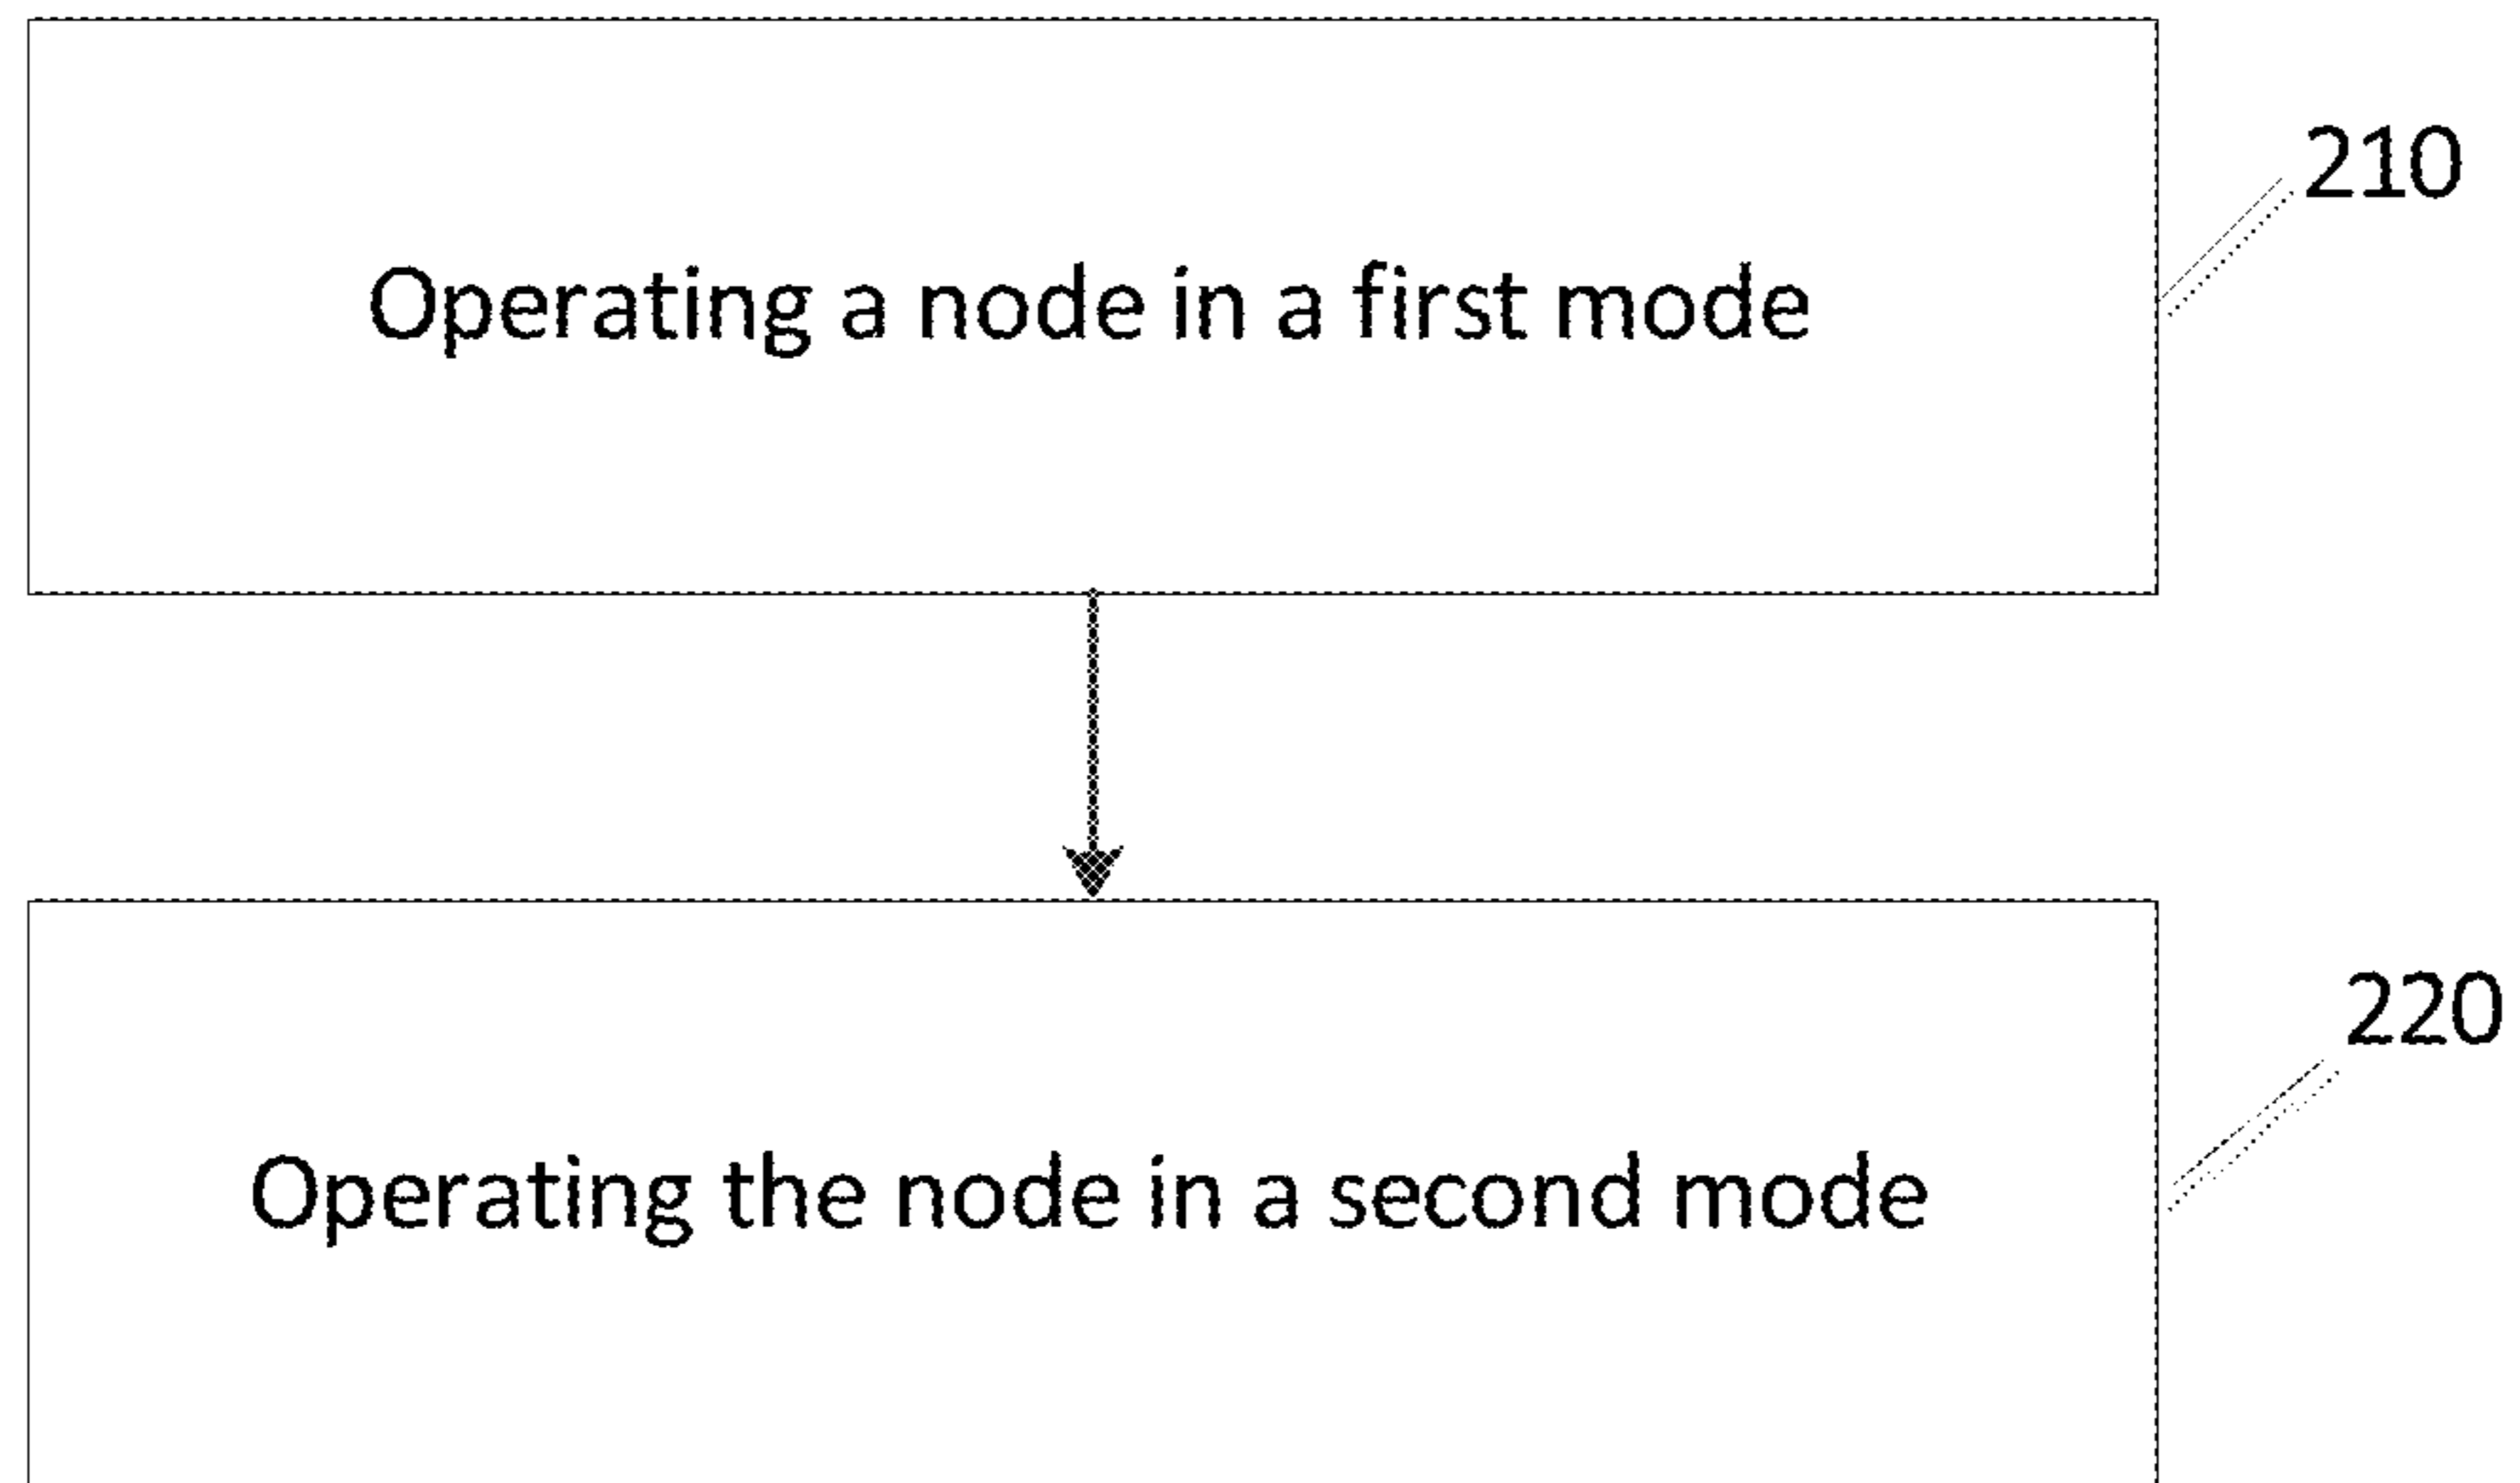 210
Operating a node in a first mode
220
Operating the node in a second mode